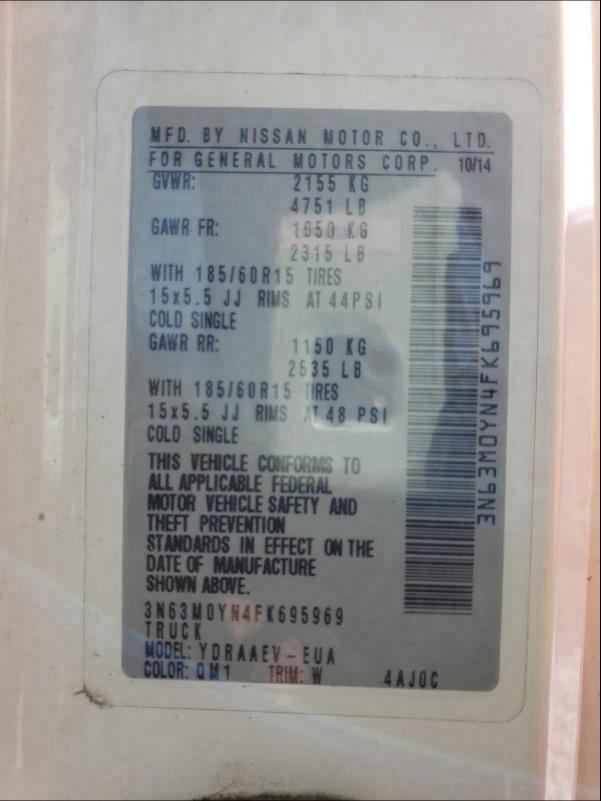 MFD. BY NISSAN MOTOR CO., LTD.
FOR GENERAL MOTORS CORP. 10/14
GVWR: 2155 KG
4751 LB
GAWR FR: 1050 KG
2315 LB
WITH 185/60R15 TIRES
15x5.5 JJ RIMS AT 44PSI
COLD SINGLE
GAWR RR: 1150 KG
2535 LB
WITH 185/60R15 TIRES
15x5.5 JJ RIMS AT 48 PSI
COLD SINGLE
THIS VEHICLE CONFORMS TO
ALL APPLICABLE FEDERAL
MOTOR VEHICLE SAFETY AND
THEFT PREVENTION
STANDARDS IN EFFECT ON THE
DATE OF MANUFACTURE
SHOWN ABOVE.
3N63M0YN4FK695969
TRUCK
MODEL: YDRAAEV-EUA
COLOR: QM1 TRIM: W 4AJ0C
3N63M0YN4FK695969